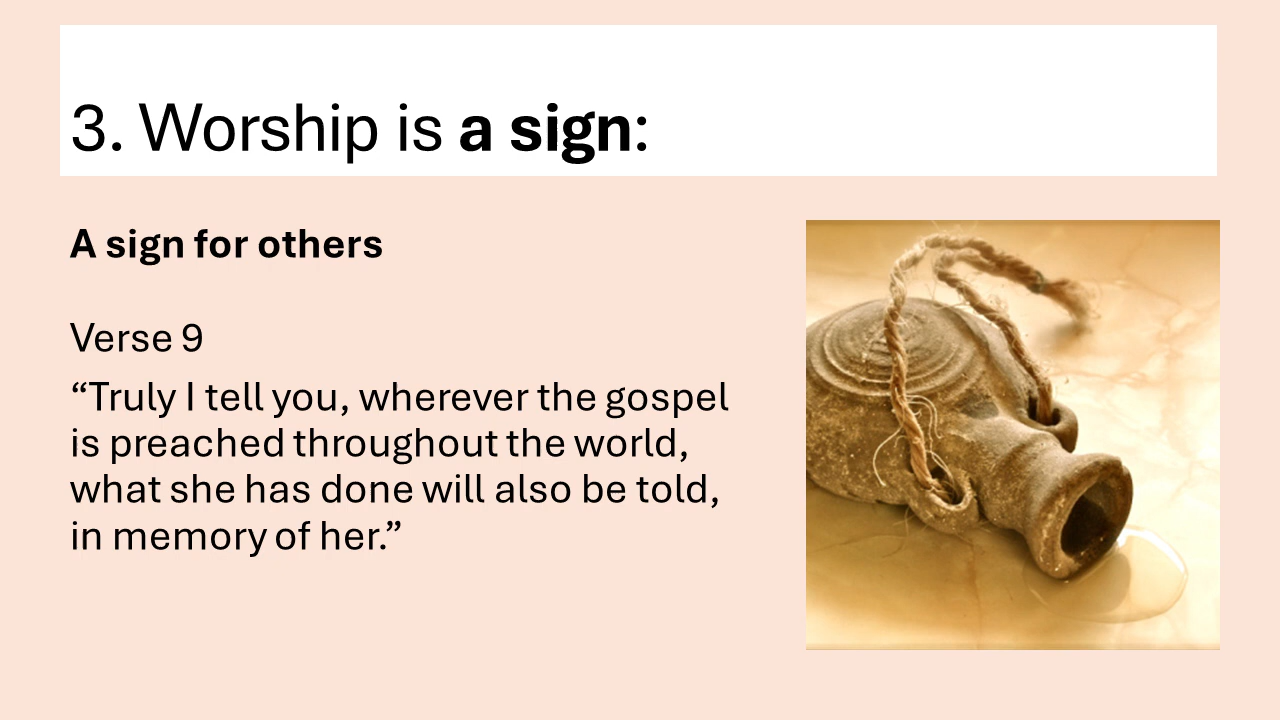 3. Worship is a sign:
A sign for others
Verse 9
“Truly I tell you, wherever the gospel
is preached throughout the world,
what she has done will also be told,
in memory of her.”